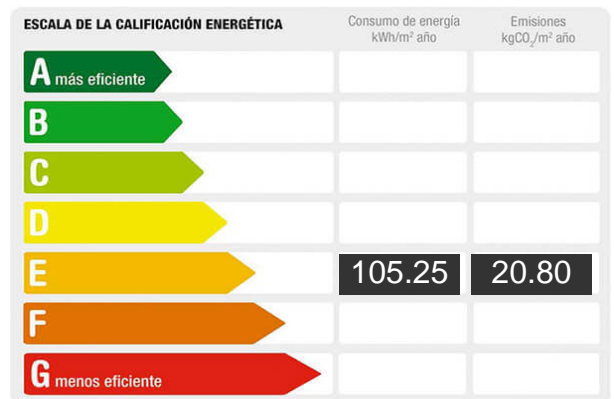 ESCALA DE LA CALIFICACIÓN ENERGÉTICA
Consumo de energía
kWh/m² año
Emisiones
kgCO₂/m² año
A más eficiente
B
C
D
E 105.25 20.80
F
G menos eficiente